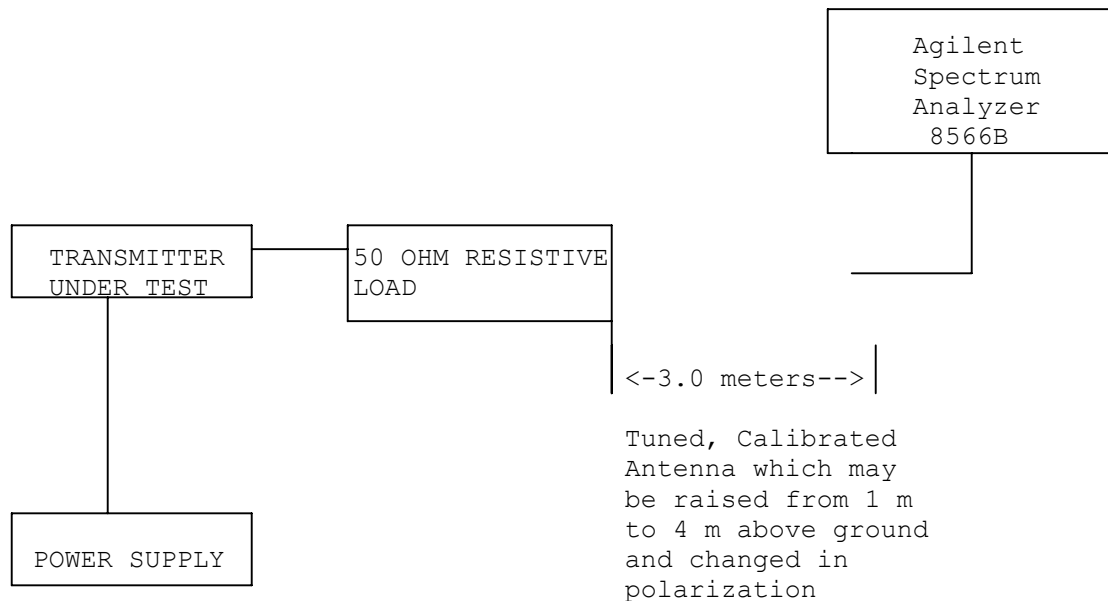 Agilent
Spectrum
Analyzer
8566B
TRANSMITTER
UNDER TEST
50 OHM RESISTIVE
LOAD
<-3.0 meters-->
Tuned, Calibrated
Antenna which may
be raised from 1 m
to 4 m above ground
and changed in
polarization
POWER SUPPLY